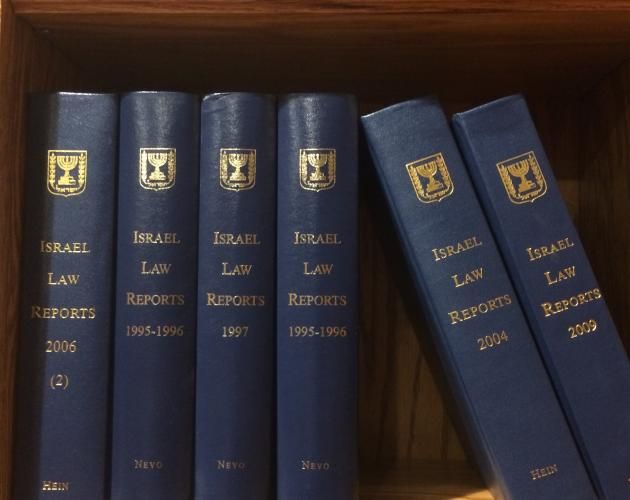 ISRAEL
LAW
REPORTS
2006
(2)
HEIN
ISRAEL
LAW
REPORTS
1995-1996
NEVO
ISRAEL
LAW
REPORTS
1997
NEVO
ISRAEL
LAW
REPORTS
1995-1996
NEVO
ISRAEL
LAW
REPORTS
2004
HEIN
ISRAEL
LAW
REPORTS
2009